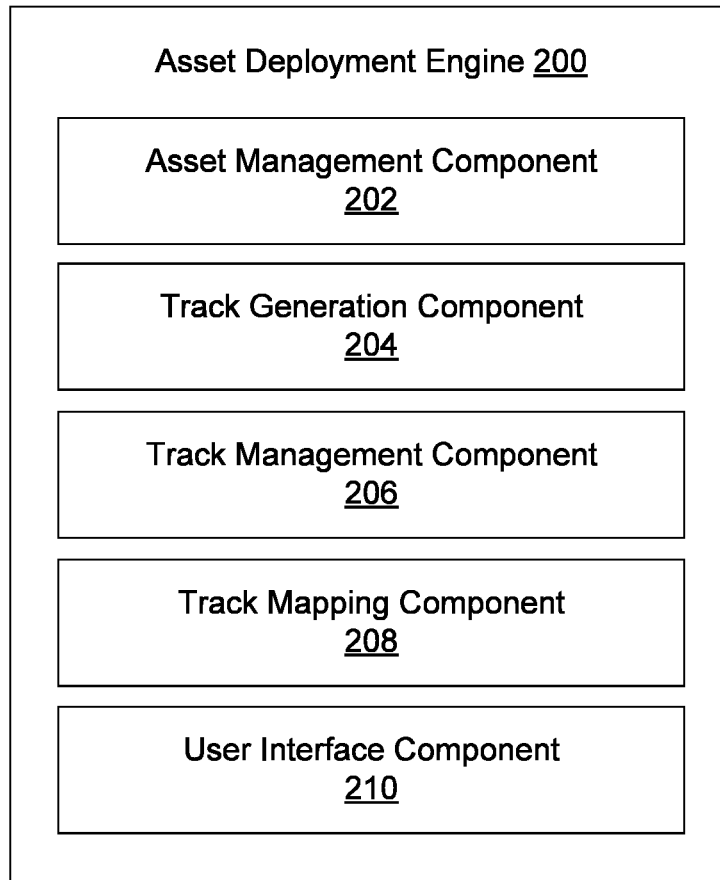 Asset Deployment Engine 200
Asset Management Component
202
Track Generation Component
204
Track Management Component
206
Track Mapping Component
208
User Interface Component
210